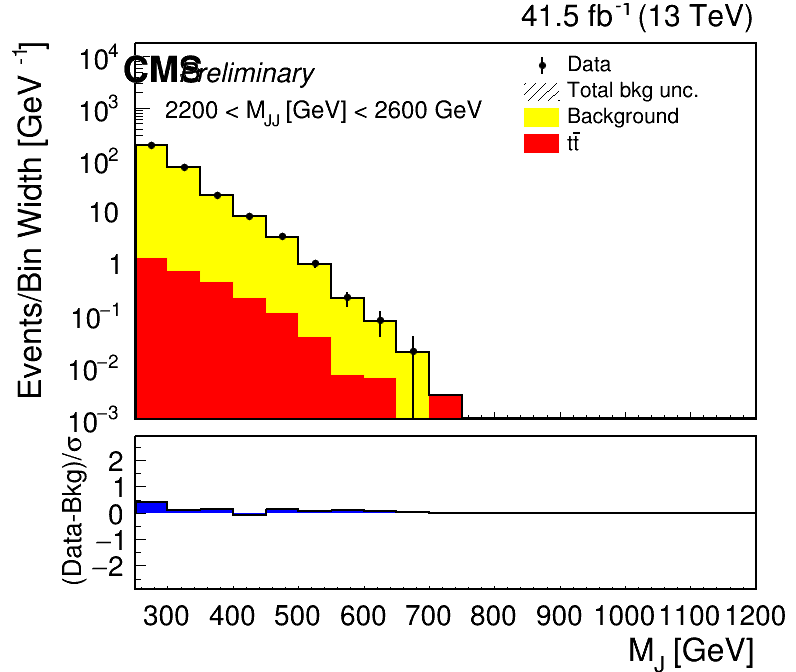 41.5 fb⁻¹ (13 TeV)
CMS Preliminary
2200 < M_JJ [GeV] < 2600 GeV
Data
Total bkg unc.
Background
tt̄
Events/Bin Width [GeV⁻¹]
10⁴
10³
10²
10
1
10⁻¹
10⁻²
10⁻³
(Data-Bkg)/σ
2
1
0
−1
−2
300 400 500 600 700 800 900 1000 1100 1200
M_J [GeV]